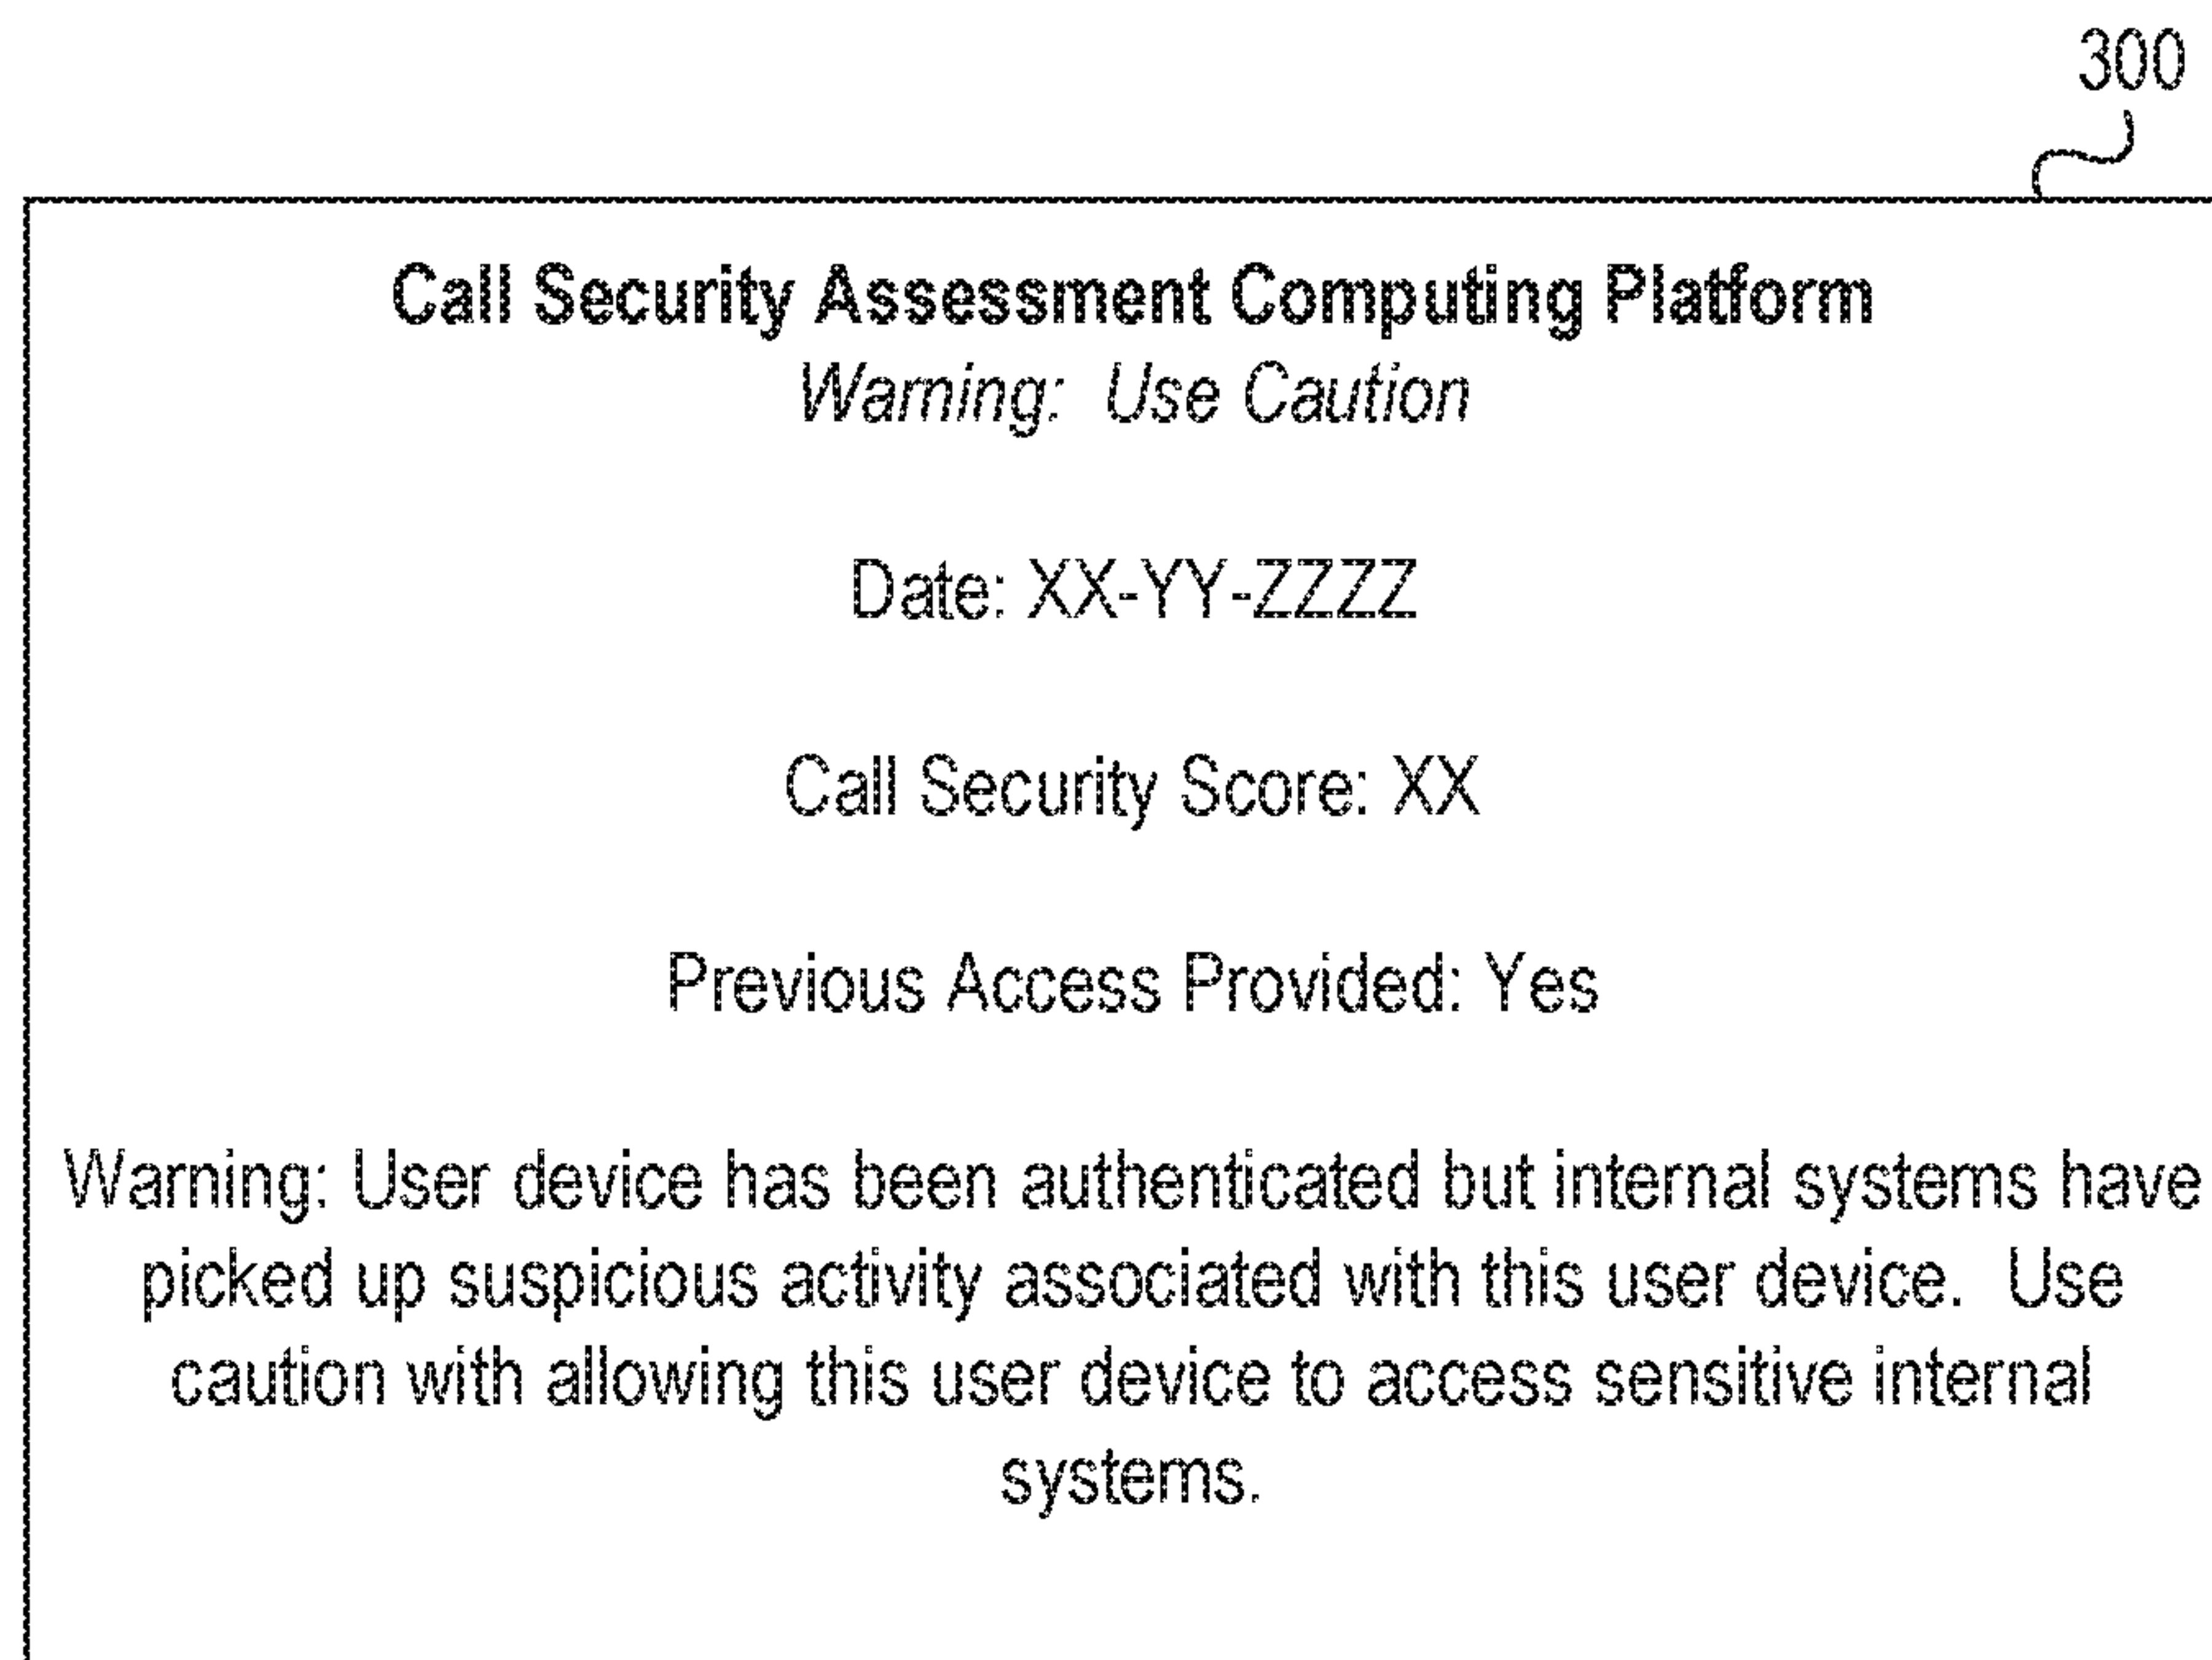 300
Call Security Assessment Computing Platform
Warning: Use Caution
Date: XX-YY-ZZZZ
Call Security Score: XX
Previous Access Provided: Yes
Warning: User device has been authenticated but internal systems have
picked up suspicious activity associated with this user device. Use
caution with allowing this user device to access sensitive internal
systems.